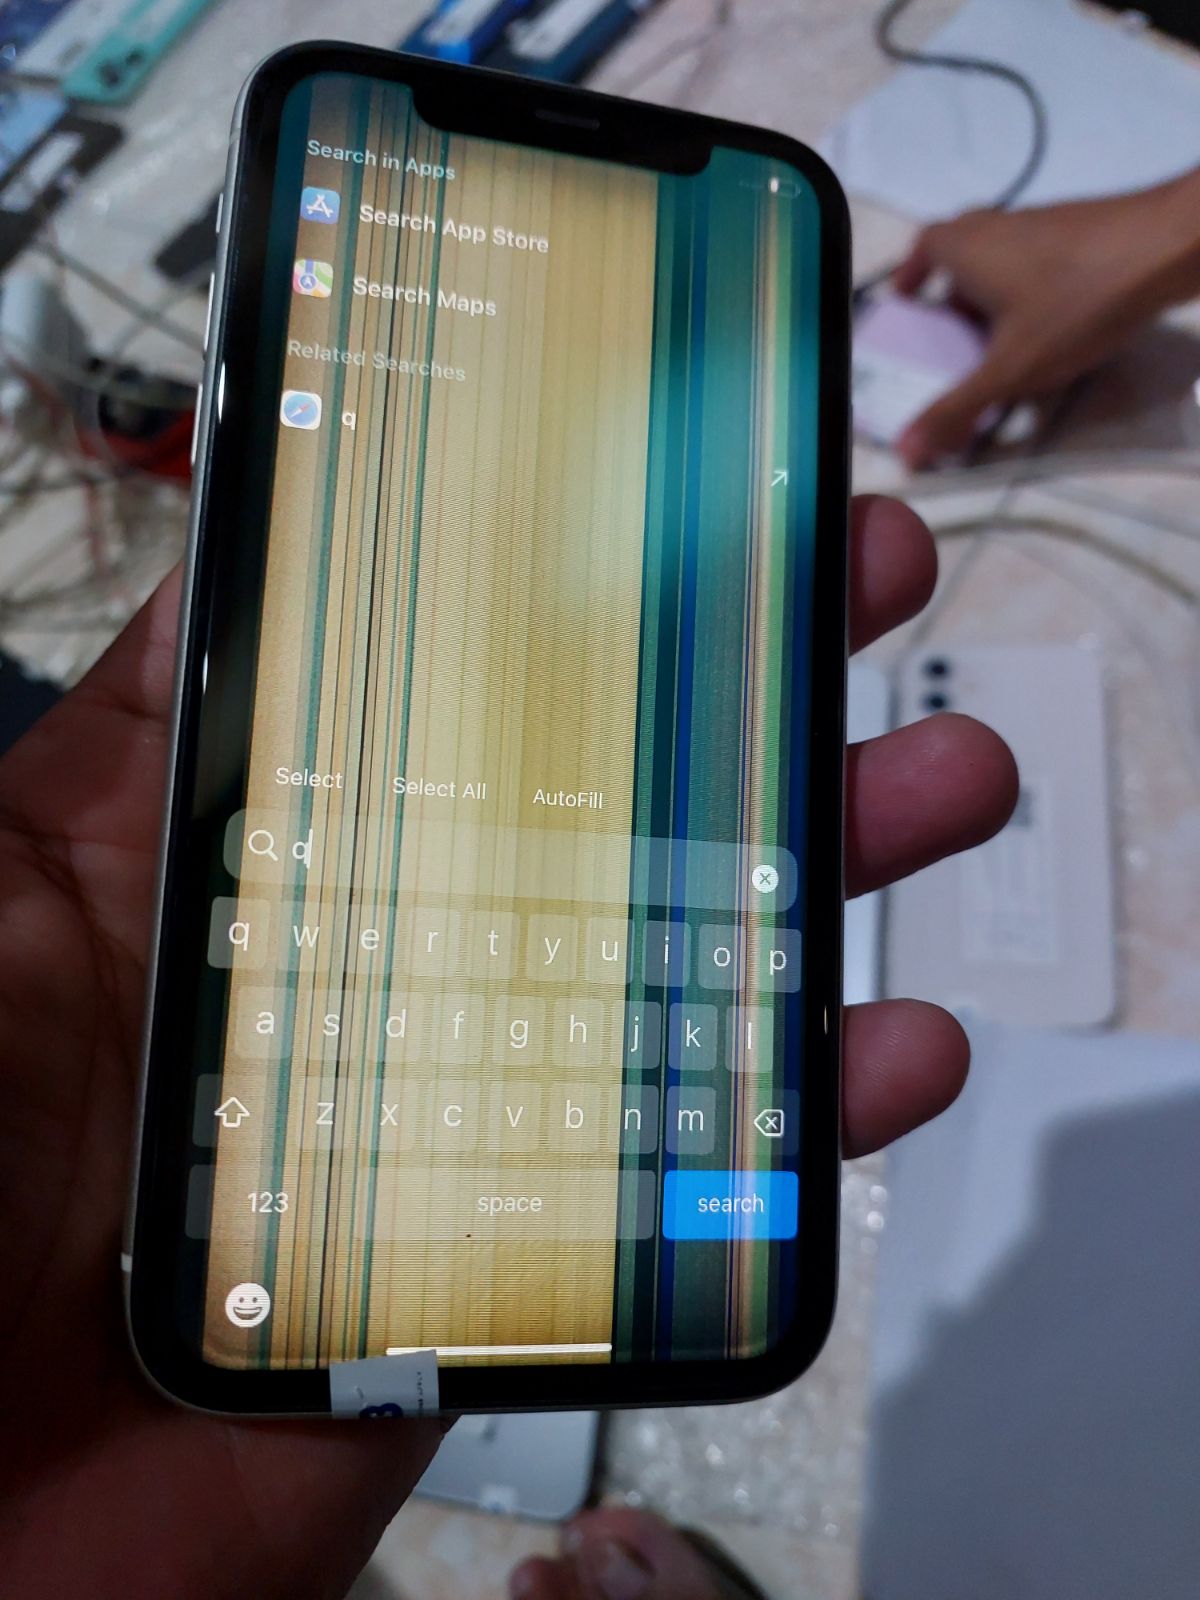 Search in Apps
Search App Store
Search Maps
Related Searches
q
Select Select All AutoFill
q
q w e r t y u i o p
a s d f g h j k l
z x c v b n m
123 space search